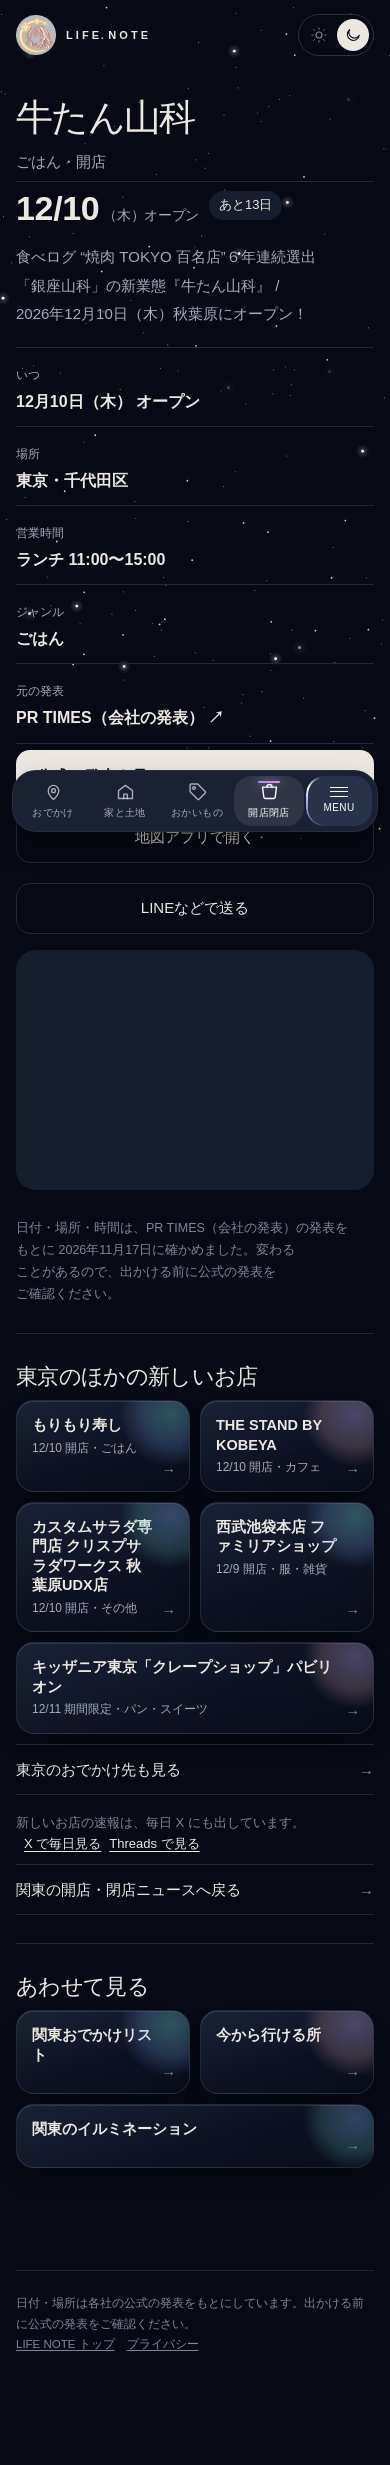 LIFE.NOTE
牛たん山科
ごはん・開店
12/10（木）オープン あと13日
食べログ “焼肉 TOKYO 百名店” 6年連続選出
「銀座山科」の新業態『牛たん山科』 /
2026年12月10日（木）秋葉原にオープン！
いつ
12月10日（木） オープン
場所
東京・千代田区
営業時間
ランチ 11:00〜15:00
ジャンル
ごはん
元の発表
PR TIMES（会社の発表） ↗
おでかけ 家と土地 おかいもの 開店閉店 MENU
地図アプリで開く
LINEなどで送る
日付・場所・時間は、PR TIMES（会社の発表）の発表を
もとに 2026年11月17日に確かめました。変わる
ことがあるので、出かける前に公式の発表を
ご確認ください。
東京のほかの新しいお店
もりもり寿し
12/10 開店・ごはん
→
THE STAND BY
KOBEYA
12/10 開店・カフェ
→
カスタムサラダ専
門店 クリスプサ
ラダワークス 秋
葉原UDX店
12/10 開店・その他
→
西武池袋本店 フ
ァミリアショップ
12/9 開店・服・雑貨
→
キッザニア東京「クレープショップ」パビリ
オン
12/11 期間限定・パン・スイーツ
→
東京のおでかけ先も見る →
新しいお店の速報は、毎日 X にも出しています。
X で毎日見る Threads で見る
関東の開店・閉店ニュースへ戻る →
あわせて見る
関東おでかけリス
ト
→
今から行ける所
→
関東のイルミネーション
→
日付・場所は各社の公式の発表をもとにしています。出かける前
に公式の発表をご確認ください。
LIFE NOTE トップ プライバシー